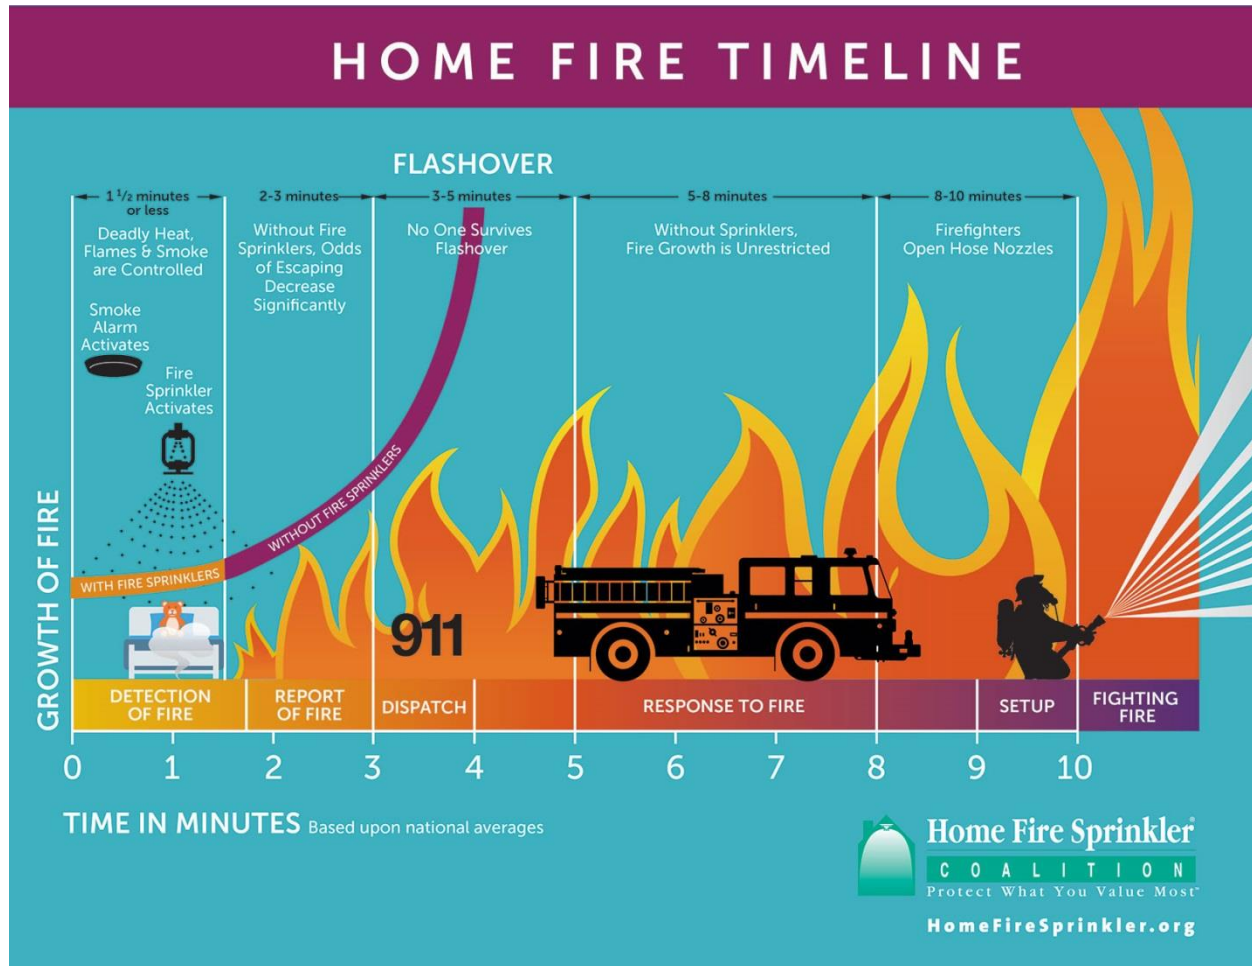 HOME FIRE TIMELINE
FLASHOVER
1 1/2 minutes
or less
2-3 minutes
3-5 minutes
5-8 minutes
8-10 minutes
Deadly Heat,
Flames & Smoke
are Controlled
Without Fire
Sprinklers, Odds
of Escaping
Decrease
Significantly
No One Survives
Flashover
Without Sprinklers,
Fire Growth is Unrestricted
Firefighters
Open Hose Nozzles
Smoke
Alarm
Activates
Fire
Sprinkler
Activates
WITH FIRE SPRINKLERS
WITHOUT FIRE SPRINKLERS
911
GROWTH OF FIRE
DETECTION
OF FIRE
REPORT
OF FIRE
DISPATCH
RESPONSE TO FIRE
SETUP
FIGHTING
FIRE
0 1 2 3 4 5 6 7 8 9 10
TIME IN MINUTES Based upon national averages
Home Fire Sprinkler®
COALITION
Protect What You Value Most™
HomeFireSprinkler.org